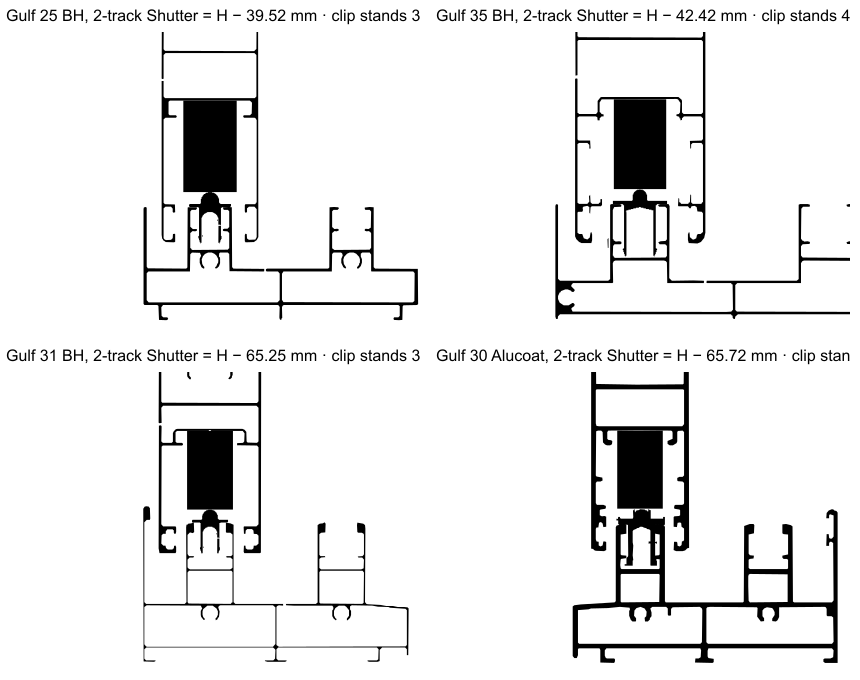 Gulf 25 BH, 2-track Shutter = H − 39.52 mm · clip stands 3
Gulf 35 BH, 2-track Shutter = H − 42.42 mm · clip stands 4
Gulf 31 BH, 2-track Shutter = H − 65.25 mm · clip stands 3
Gulf 30 Alucoat, 2-track Shutter = H − 65.72 mm · clip stan